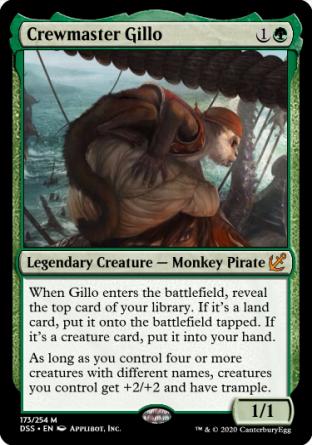 Crewmaster Gillo 1
Legendary Creature — Monkey Pirate
When Gillo enters the battlefield, reveal
the top card of your library. If it's a land
card, put it onto the battlefield tapped. If
it's a creature card, put it into your hand.
As long as you control four or more
creatures with different names, creatures
you control get +2/+2 and have trample.
1/1
173/254 M
DSS • EN APPLIBOT, INC.
™ & © 2020 CanterburyEgg